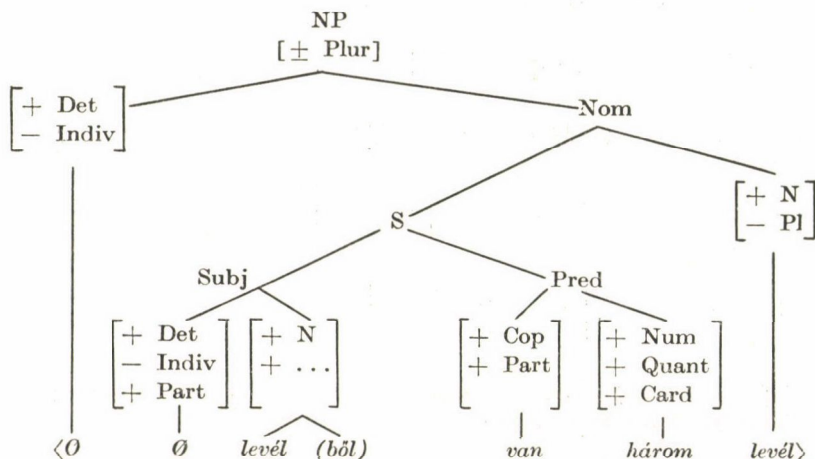 NP
[± Plur]
+ Det
− Indiv
Nom
+ N
− Pl
S
Subj
Pred
+ Det
− Indiv
+ Part
+ N
+ ...
+ Cop
+ Part
+ Num
+ Quant
+ Card
⟨O Ø levél (ből) van három levél⟩